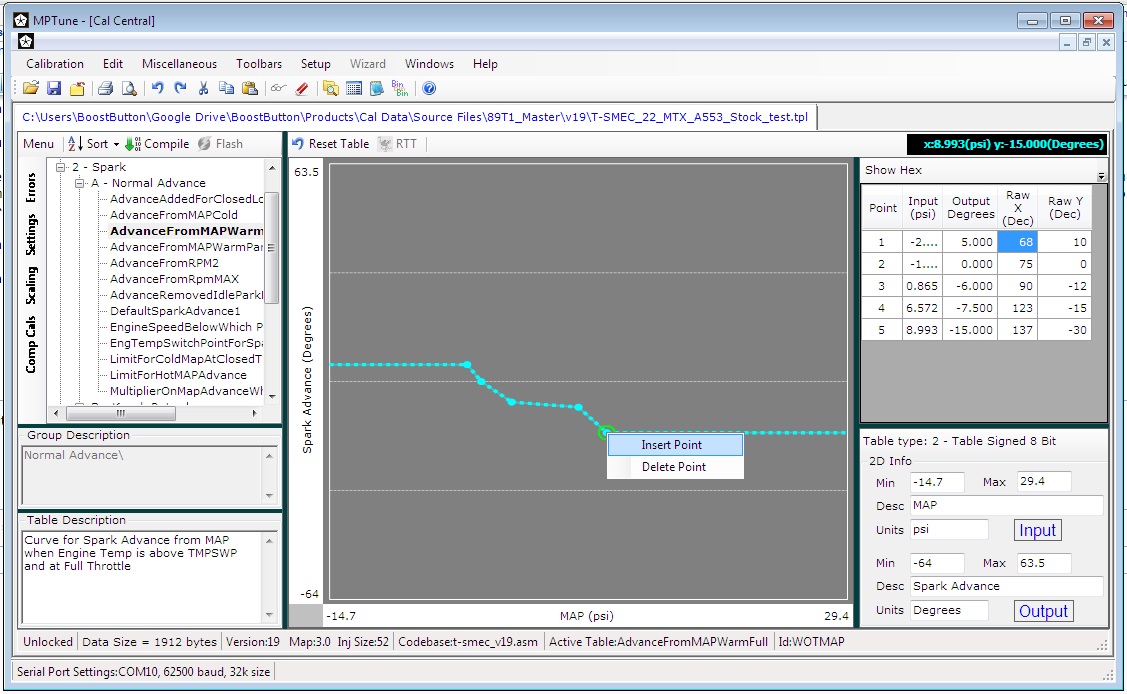 MPTune - [Cal Central]
Calibration Edit Miscellaneous Toolbars Setup Wizard Windows Help
C:\Users\BoostButton\Google Drive\BoostButton\Products\Cal Data\Source Files\89T1_Master\v19\T-SMEC_22_MTX_A553_Stock_test.tpl
Menu Sort Compile Flash
Reset Table RTT
x:8.993(psi) y:-15.000(Degrees)
Errors
Settings
Scaling
Comp Cals
2 - Spark
A - Normal Advance
AdvanceAddedForClosedLo
AdvanceFromMAPCold
AdvanceFromMAPWarm
AdvanceFromMAPWarmPar
AdvanceFromRPM2
AdvanceFromRpmMAX
AdvanceRemovedIdleParkN
DefaultSparkAdvance1
EngineSpeedBelowWhich P
EngTempSwitchPointForSpa
LimitForColdMapAtClosedT
LimitForHotMAPAdvance
MultiplierOnMapAdvanceWh
Group Description
Normal Advance\
Table Description
Curve for Spark Advance from MAP
when Engine Temp is above TMPSWP
and at Full Throttle
63.5
Spark Advance (Degrees)
-64
Insert Point
Delete Point
-14.7 MAP (psi) 29.4
Show Hex
Point Input (psi) Output Degrees Raw X (Dec) Raw Y (Dec)
1 -2.... 5.000 68 10
2 -1.... 0.000 75 0
3 0.865 -6.000 90 -12
4 6.572 -7.500 123 -15
5 8.993 -15.000 137 -30
Table type: 2 - Table Signed 8 Bit
2D Info
Min -14.7 Max 29.4
Desc MAP
Units psi Input
Min -64 Max 63.5
Desc Spark Advance
Units Degrees Output
Unlocked Data Size = 1912 bytes Version:19 Map:3.0 Inj Size:52 Codebase:t-smec_v19.asm Active Table:AdvanceFromMAPWarmFull Id:WOTMAP
Serial Port Settings:COM10, 62500 baud, 32k size